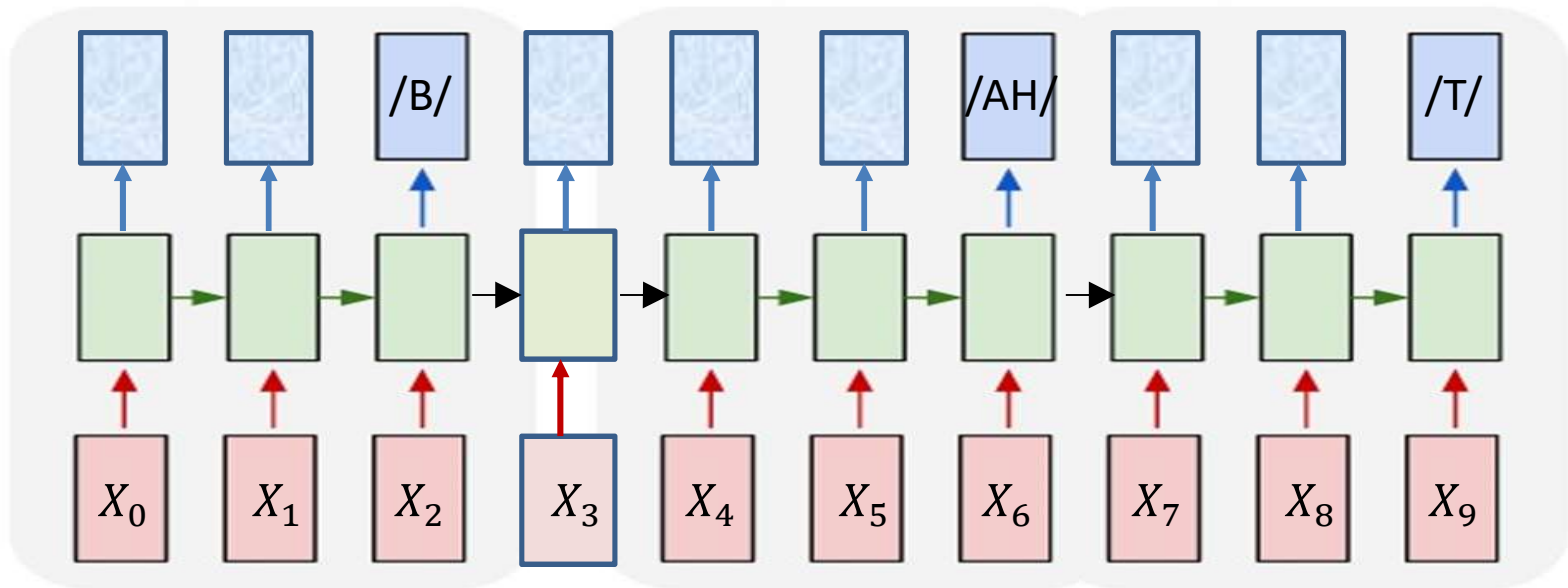 /B/ /AH/ /T/
X₀ X₁ X₂ X₃ X₄ X₅ X₆ X₇ X₈ X₉